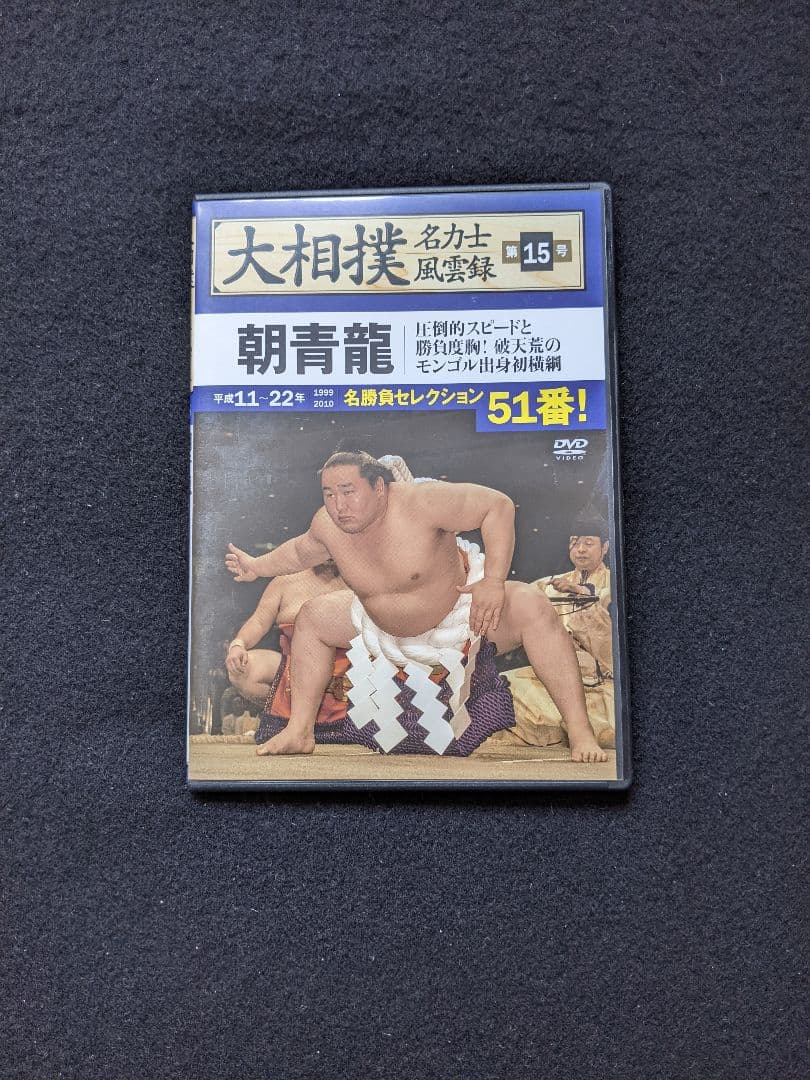 大相撲
名力士
風雲録
第15号
朝青龍
圧倒的スピードと
勝負度胸!破天荒の
モンゴル出身初横綱
平成11~22年
1999
2010
名勝負セレクション
51番!
DVD
VIDEO